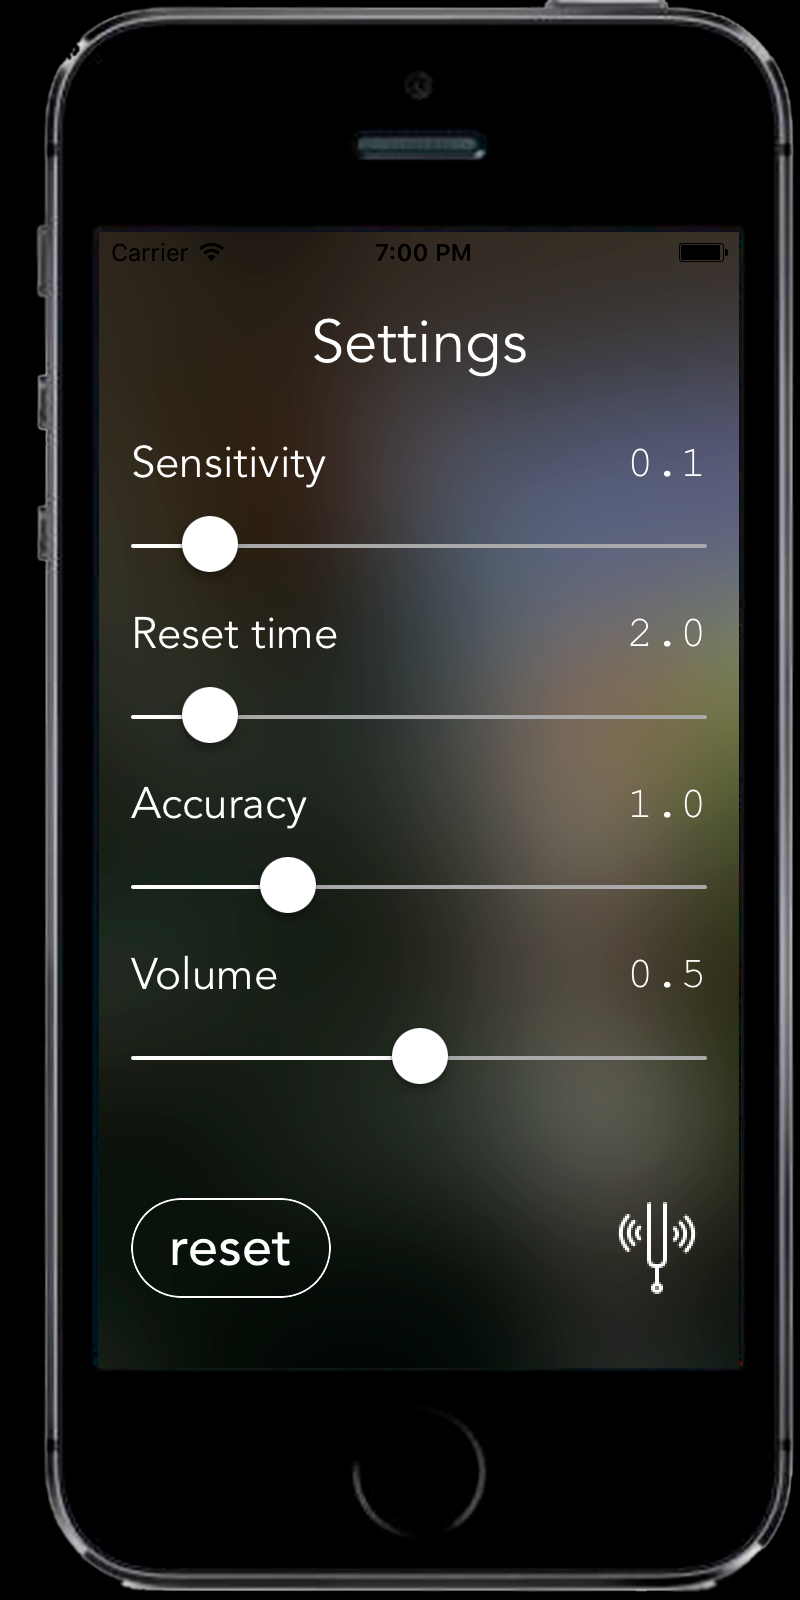 Carrier 7:00 PM
Settings
Sensitivity 0.1
Reset time 2.0
Accuracy 1.0
Volume 0.5
reset